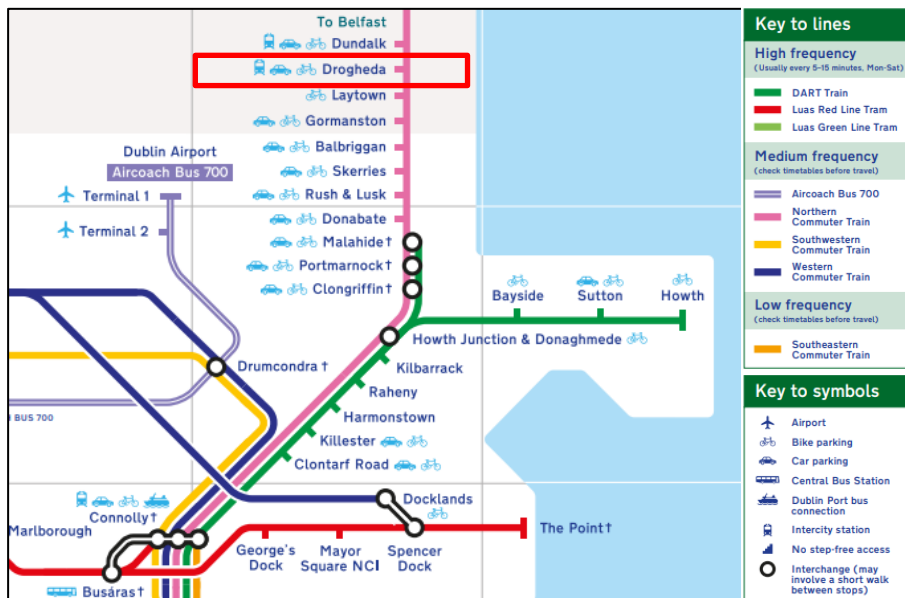 To Belfast
Dundalk
Drogheda
Laytown
Gormanston
Balbriggan
Skerries
Rush & Lusk
Donabate
Malahide†
Portmarnock†
Clongriffin†
Dublin Airport
Aircoach Bus 700
Terminal 1
Terminal 2
Bayside
Sutton
Howth
Howth Junction & Donaghmede
Drumcondra†
Kilbarrack
Raheny
Harmonstown
Killester
Clontarf Road
BUS 700
Connolly†
Marlborough
Docklands
The Point†
George's
Dock
Mayor
Square NCI
Spencer
Dock
Busáras†
Key to lines
High frequency
(Usually every 5-15 minutes, Mon-Sat)
DART Train
Luas Red Line Tram
Luas Green Line Tram
Medium frequency
(check timetables before travel)
Aircoach Bus 700
Northern
Commuter Train
Southwestern
Commuter Train
Western
Commuter Train
Low frequency
(check timetables before travel)
Southeastern
Commuter Train
Key to symbols
Airport
Bike parking
Car parking
Central Bus Station
Dublin Port bus
connection
Intercity station
No step-free access
Interchange (may
involve a short walk
between stops)